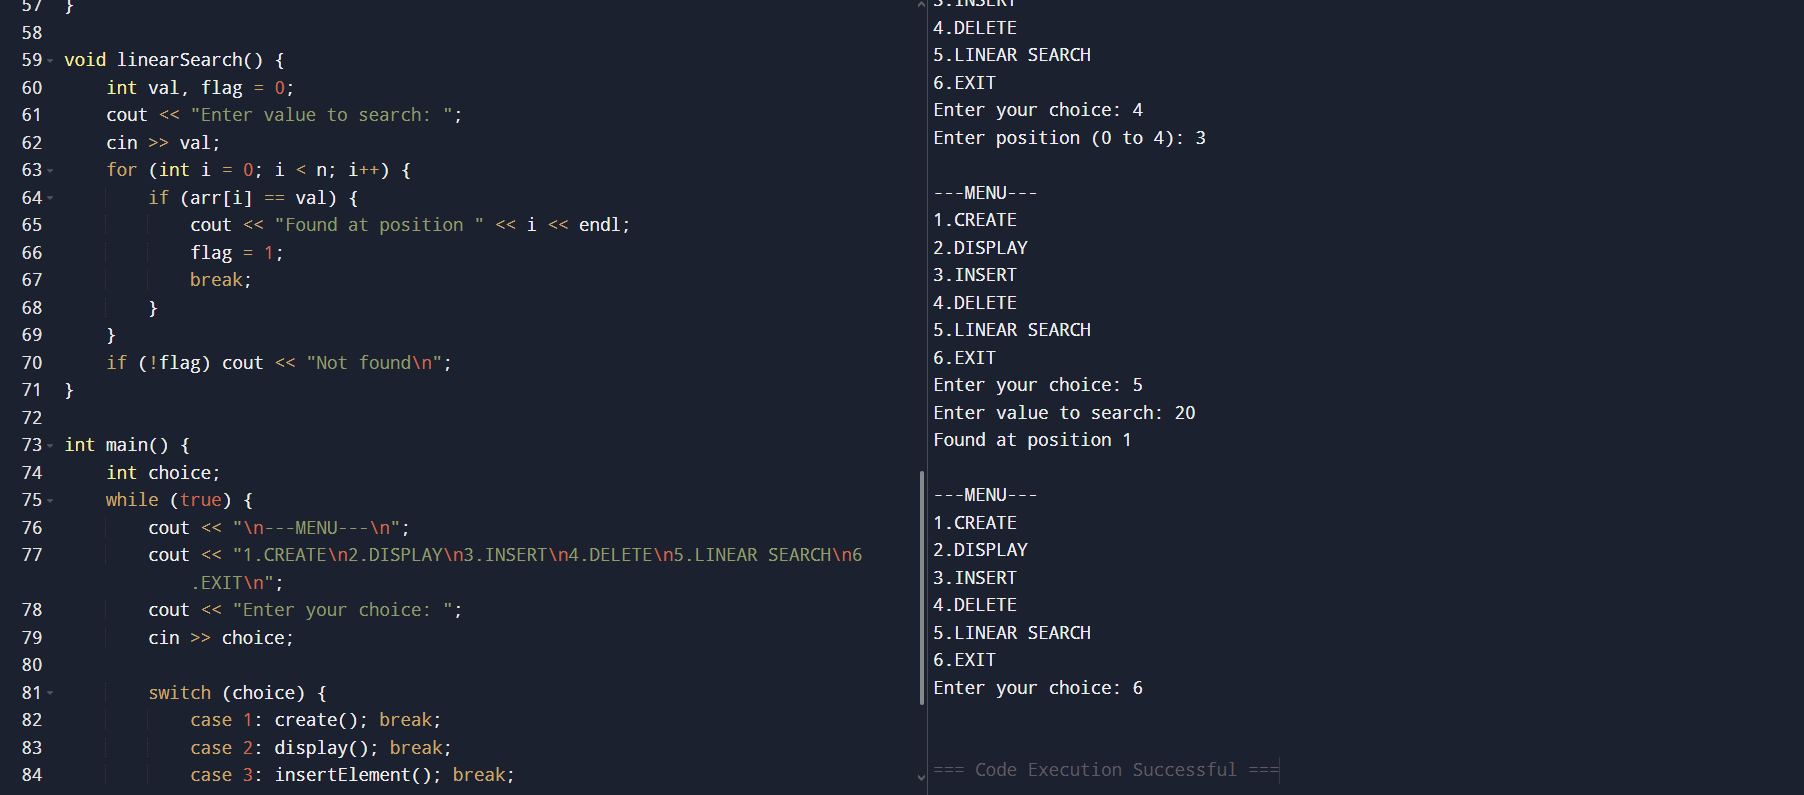 57 }
58
59 void linearSearch() {
60 int val, flag = 0;
61 cout << "Enter value to search: ";
62 cin >> val;
63 for (int i = 0; i < n; i++) {
64 if (arr[i] == val) {
65 cout << "Found at position " << i << endl;
66 flag = 1;
67 break;
68 }
69 }
70 if (!flag) cout << "Not found\n";
71 }
72
73 int main() {
74 int choice;
75 while (true) {
76 cout << "\n---MENU---\n";
77 cout << "1.CREATE\n2.DISPLAY\n3.INSERT\n4.DELETE\n5.LINEAR SEARCH\n6
.EXIT\n";
78 cout << "Enter your choice: ";
79 cin >> choice;
80
81 switch (choice) {
82 case 1: create(); break;
83 case 2: display(); break;
84 case 3: insertElement(); break;
3.INSERT
4.DELETE
5.LINEAR SEARCH
6.EXIT
Enter your choice: 4
Enter position (0 to 4): 3
---MENU---
1.CREATE
2.DISPLAY
3.INSERT
4.DELETE
5.LINEAR SEARCH
6.EXIT
Enter your choice: 5
Enter value to search: 20
Found at position 1
---MENU---
1.CREATE
2.DISPLAY
3.INSERT
4.DELETE
5.LINEAR SEARCH
6.EXIT
Enter your choice: 6
=== Code Execution Successful ===